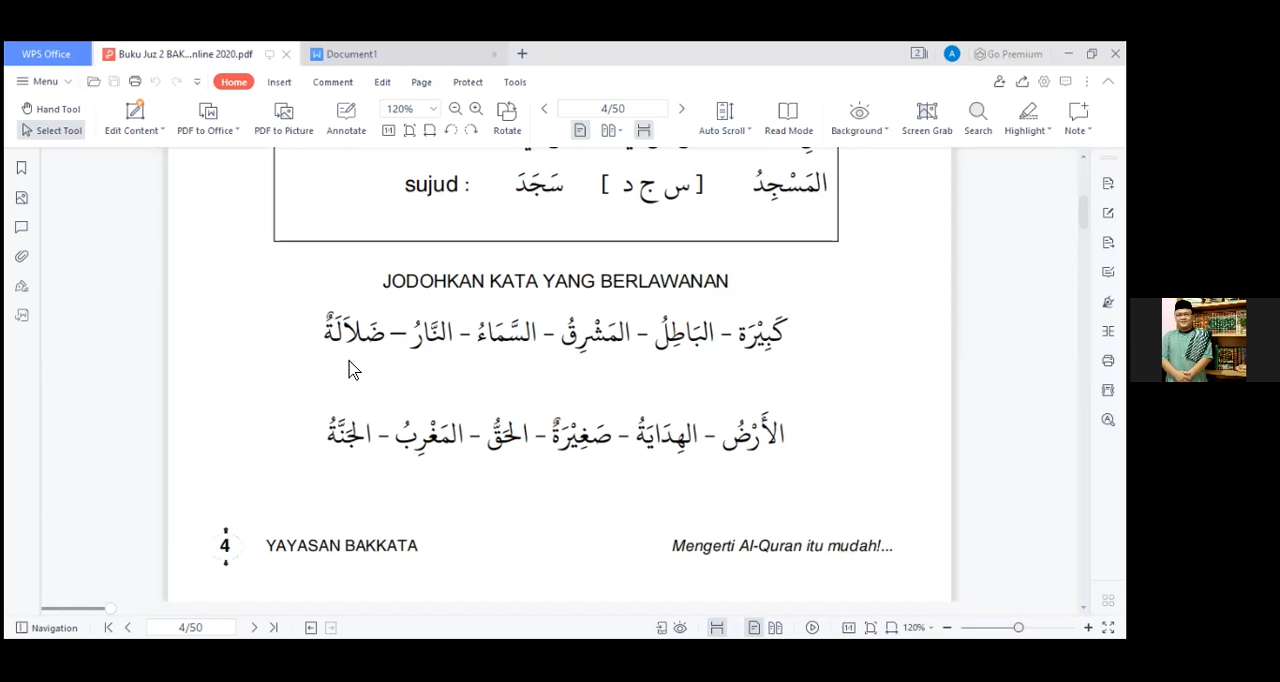 WPS Office
Buku Juz 2 BAK...nline 2020.pdf
Document1
2
A
Go Premium
Menu
Home
Insert
Comment
Edit
Page
Protect
Tools
Hand Tool
Select Tool
Edit Content
PDF to Office
PDF to Picture
Annotate
120%
4/50
Rotate
Auto Scroll
Read Mode
Background
Screen Grab
Search
Highlight
Note
المَسْجِدُ [ س ج د ] سَجَدَ : sujud
JODOHKAN KATA YANG BERLAWANAN
كَبِيْرَة - البَاطِلُ - المَشْرِقُ - السَّمَاءُ - النَّارُ – ضَلاَلَةٌ
الأَرْضُ - الهِدَايَةُ - صَغِيْرَةٌ - الحَقُّ - المَغْرِبُ - الجَنَّةُ
4 YAYASAN BAKKATA Mengerti Al-Quran itu mudah!...
Navigation
4/50
120%